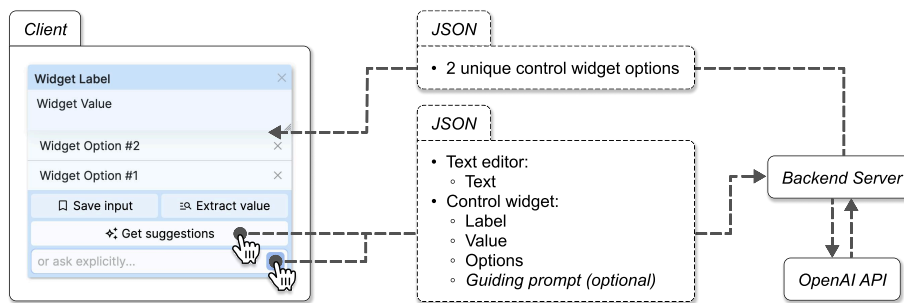 Client
Widget Label
Widget Value
Widget Option #2
Widget Option #1
Save input
Extract value
Get suggestions
or ask explicitly...
JSON
• 2 unique control widget options
JSON
• Text editor:
◦ Text
• Control widget:
◦ Label
◦ Value
◦ Options
◦ Guiding prompt (optional)
Backend Server
OpenAI API